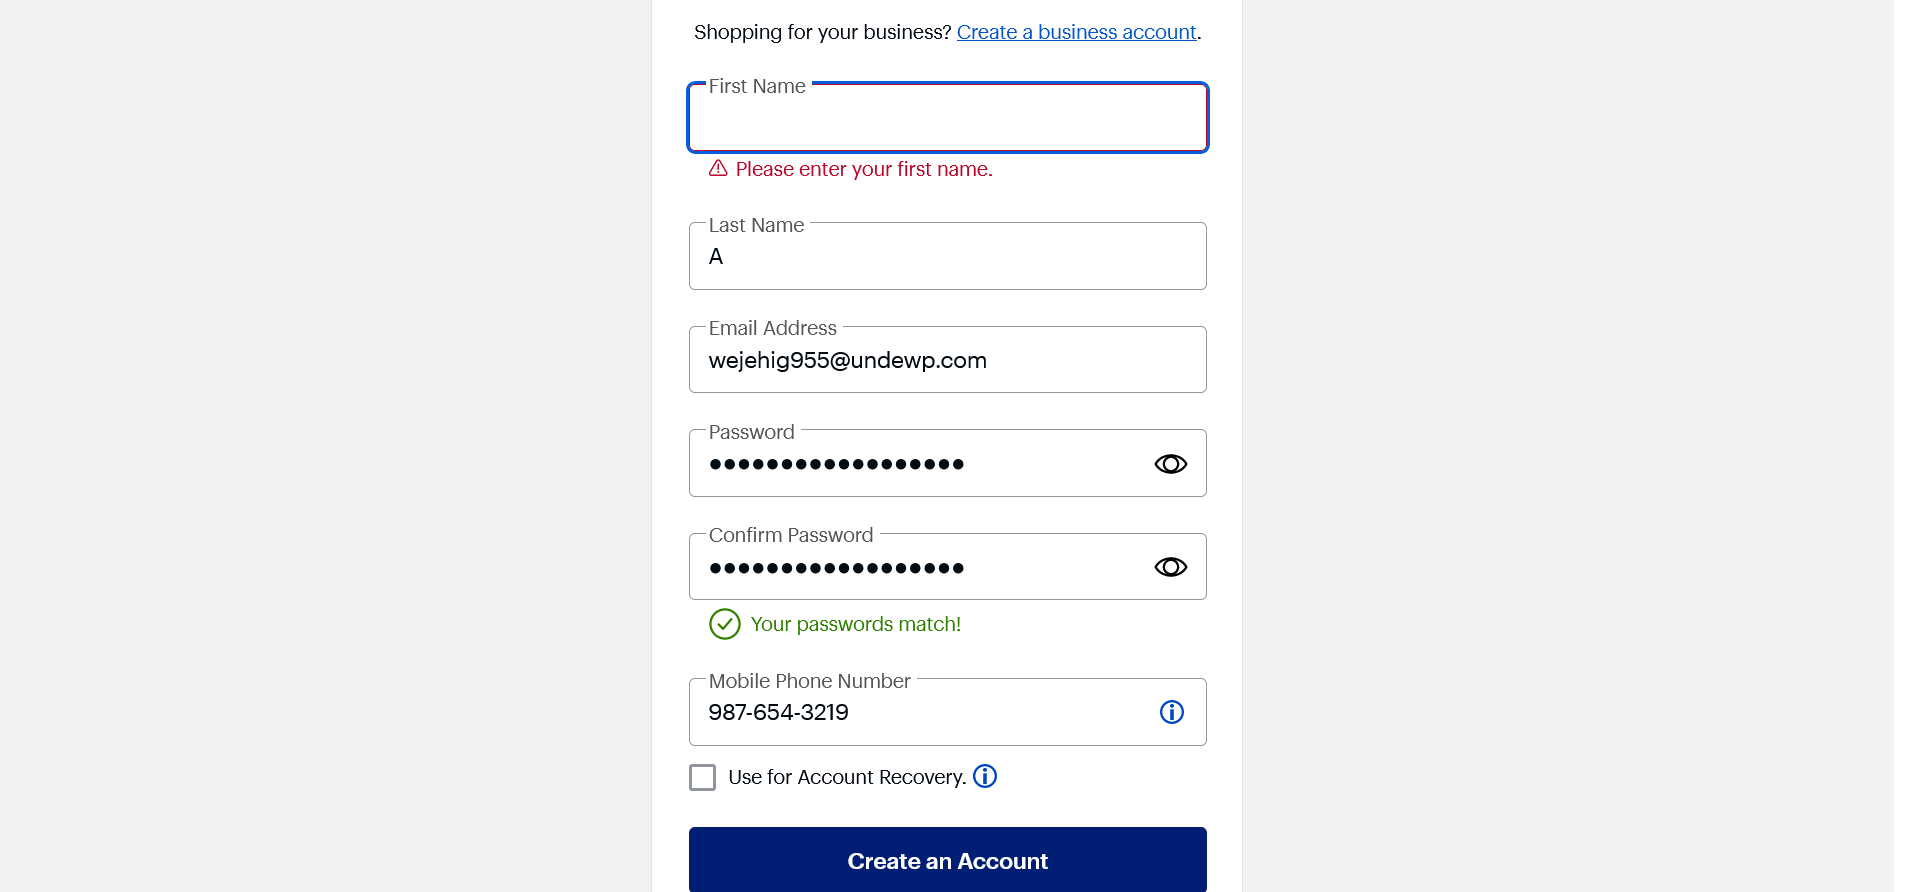 Shopping for your business? Create a business account.
First Name
Please enter your first name.
Last Name
A
Email Address
wejehig955@undewp.com
Password
••••••••••••••••••
Confirm Password
••••••••••••••••••
Your passwords match!
Mobile Phone Number
987-654-3219
Use for Account Recovery.
Create an Account